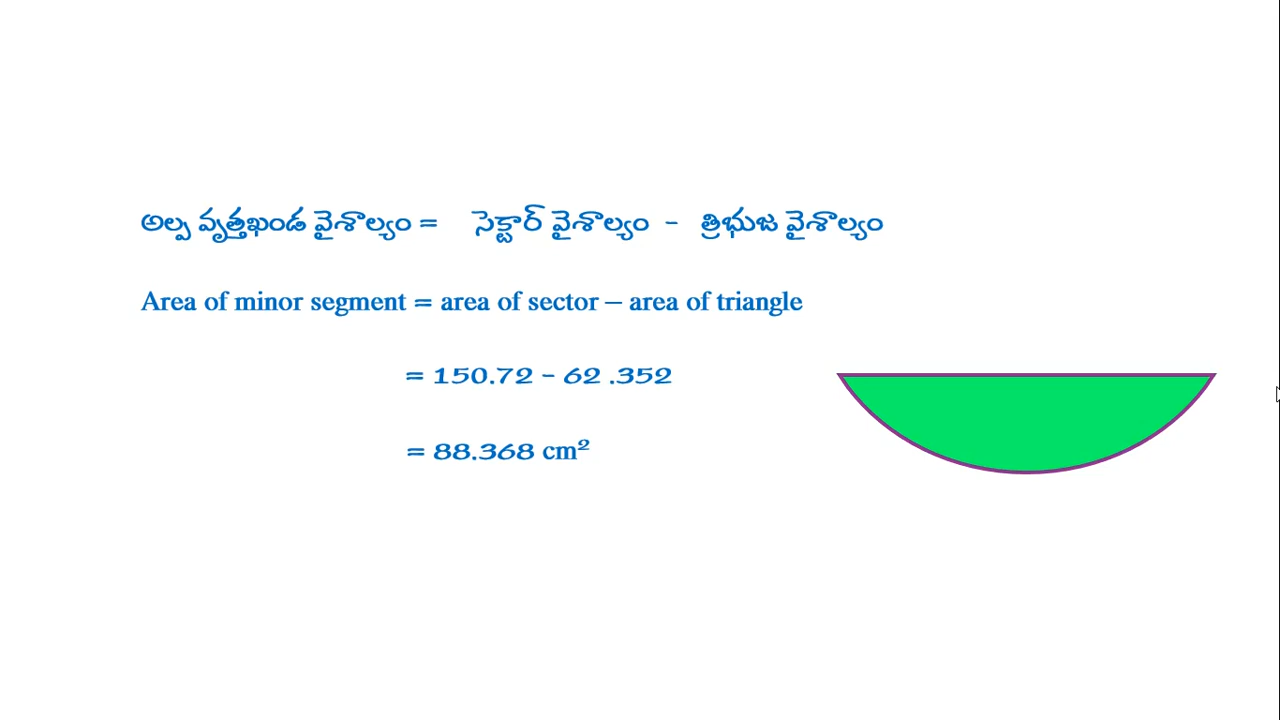 అల్ప వృత్తఖండ వైశాల్యం = సెక్టార్ వైశాల్యం - త్రిభుజ వైశాల్యం
Area of minor segment = area of sector – area of triangle
= 150.72 - 62 .352
= 88.368 cm²